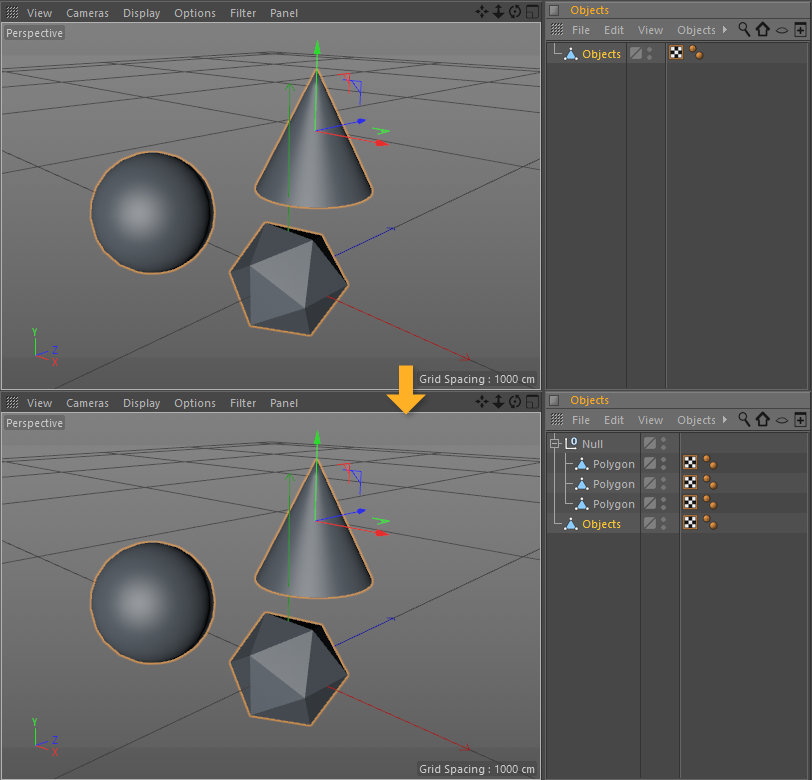 View Cameras Display Options Filter Panel
Perspective
Y
Z
X
Grid Spacing : 1000 cm
Objects
File Edit View Objects
Objects
View Cameras Display Options Filter Panel
Perspective
Y
Z
X
Grid Spacing : 1000 cm
Objects
File Edit View Objects
0 Null
Polygon
Polygon
Polygon
Objects